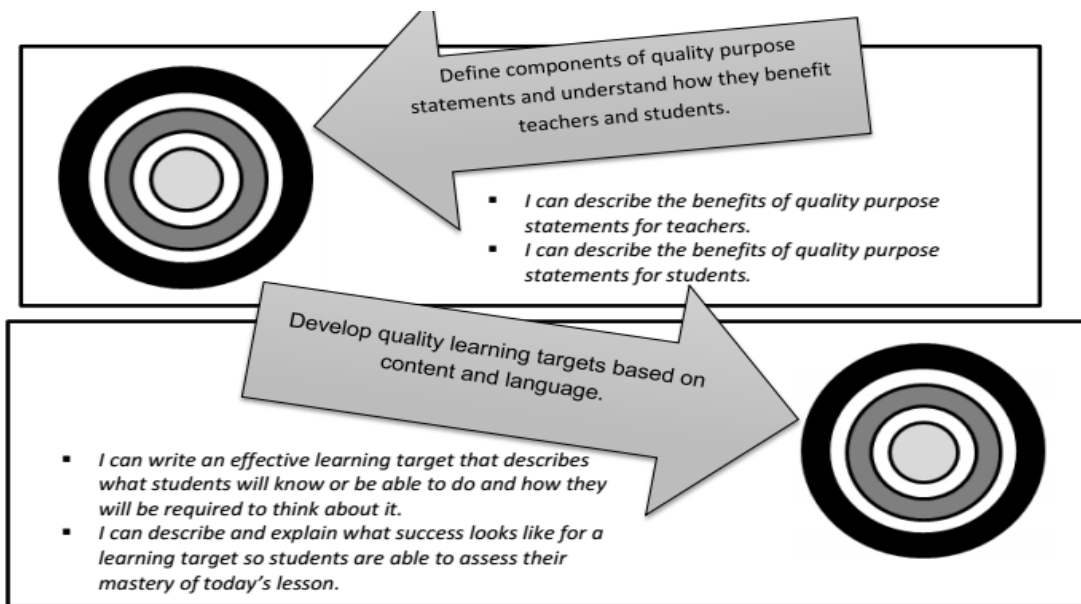 Define components of quality purpose
statements and understand how they benefit
teachers and students.
▪ I can describe the benefits of quality purpose
statements for teachers.
▪ I can describe the benefits of quality purpose
statements for students.
Develop quality learning targets based on
content and language.
▪ I can write an effective learning target that describes
what students will know or be able to do and how they
will be required to think about it.
▪ I can describe and explain what success looks like for a
learning target so students are able to assess their
mastery of today’s lesson.